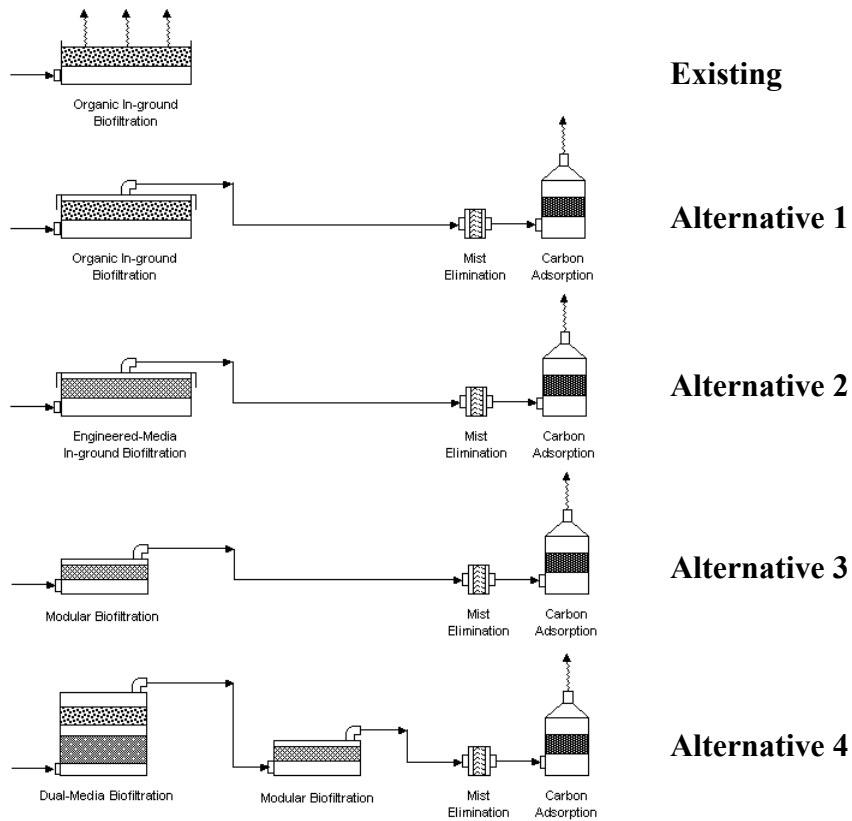 Existing
Organic In-ground
Biofiltration
Alternative 1
Organic In-ground
Biofiltration
Mist
Elimination
Carbon
Adsorption
Alternative 2
Engineered-Media
In-ground Biofiltration
Mist
Elimination
Carbon
Adsorption
Alternative 3
Modular Biofiltration
Mist
Elimination
Carbon
Adsorption
Alternative 4
Dual-Media Biofiltration
Modular Biofiltration
Mist
Elimination
Carbon
Adsorption